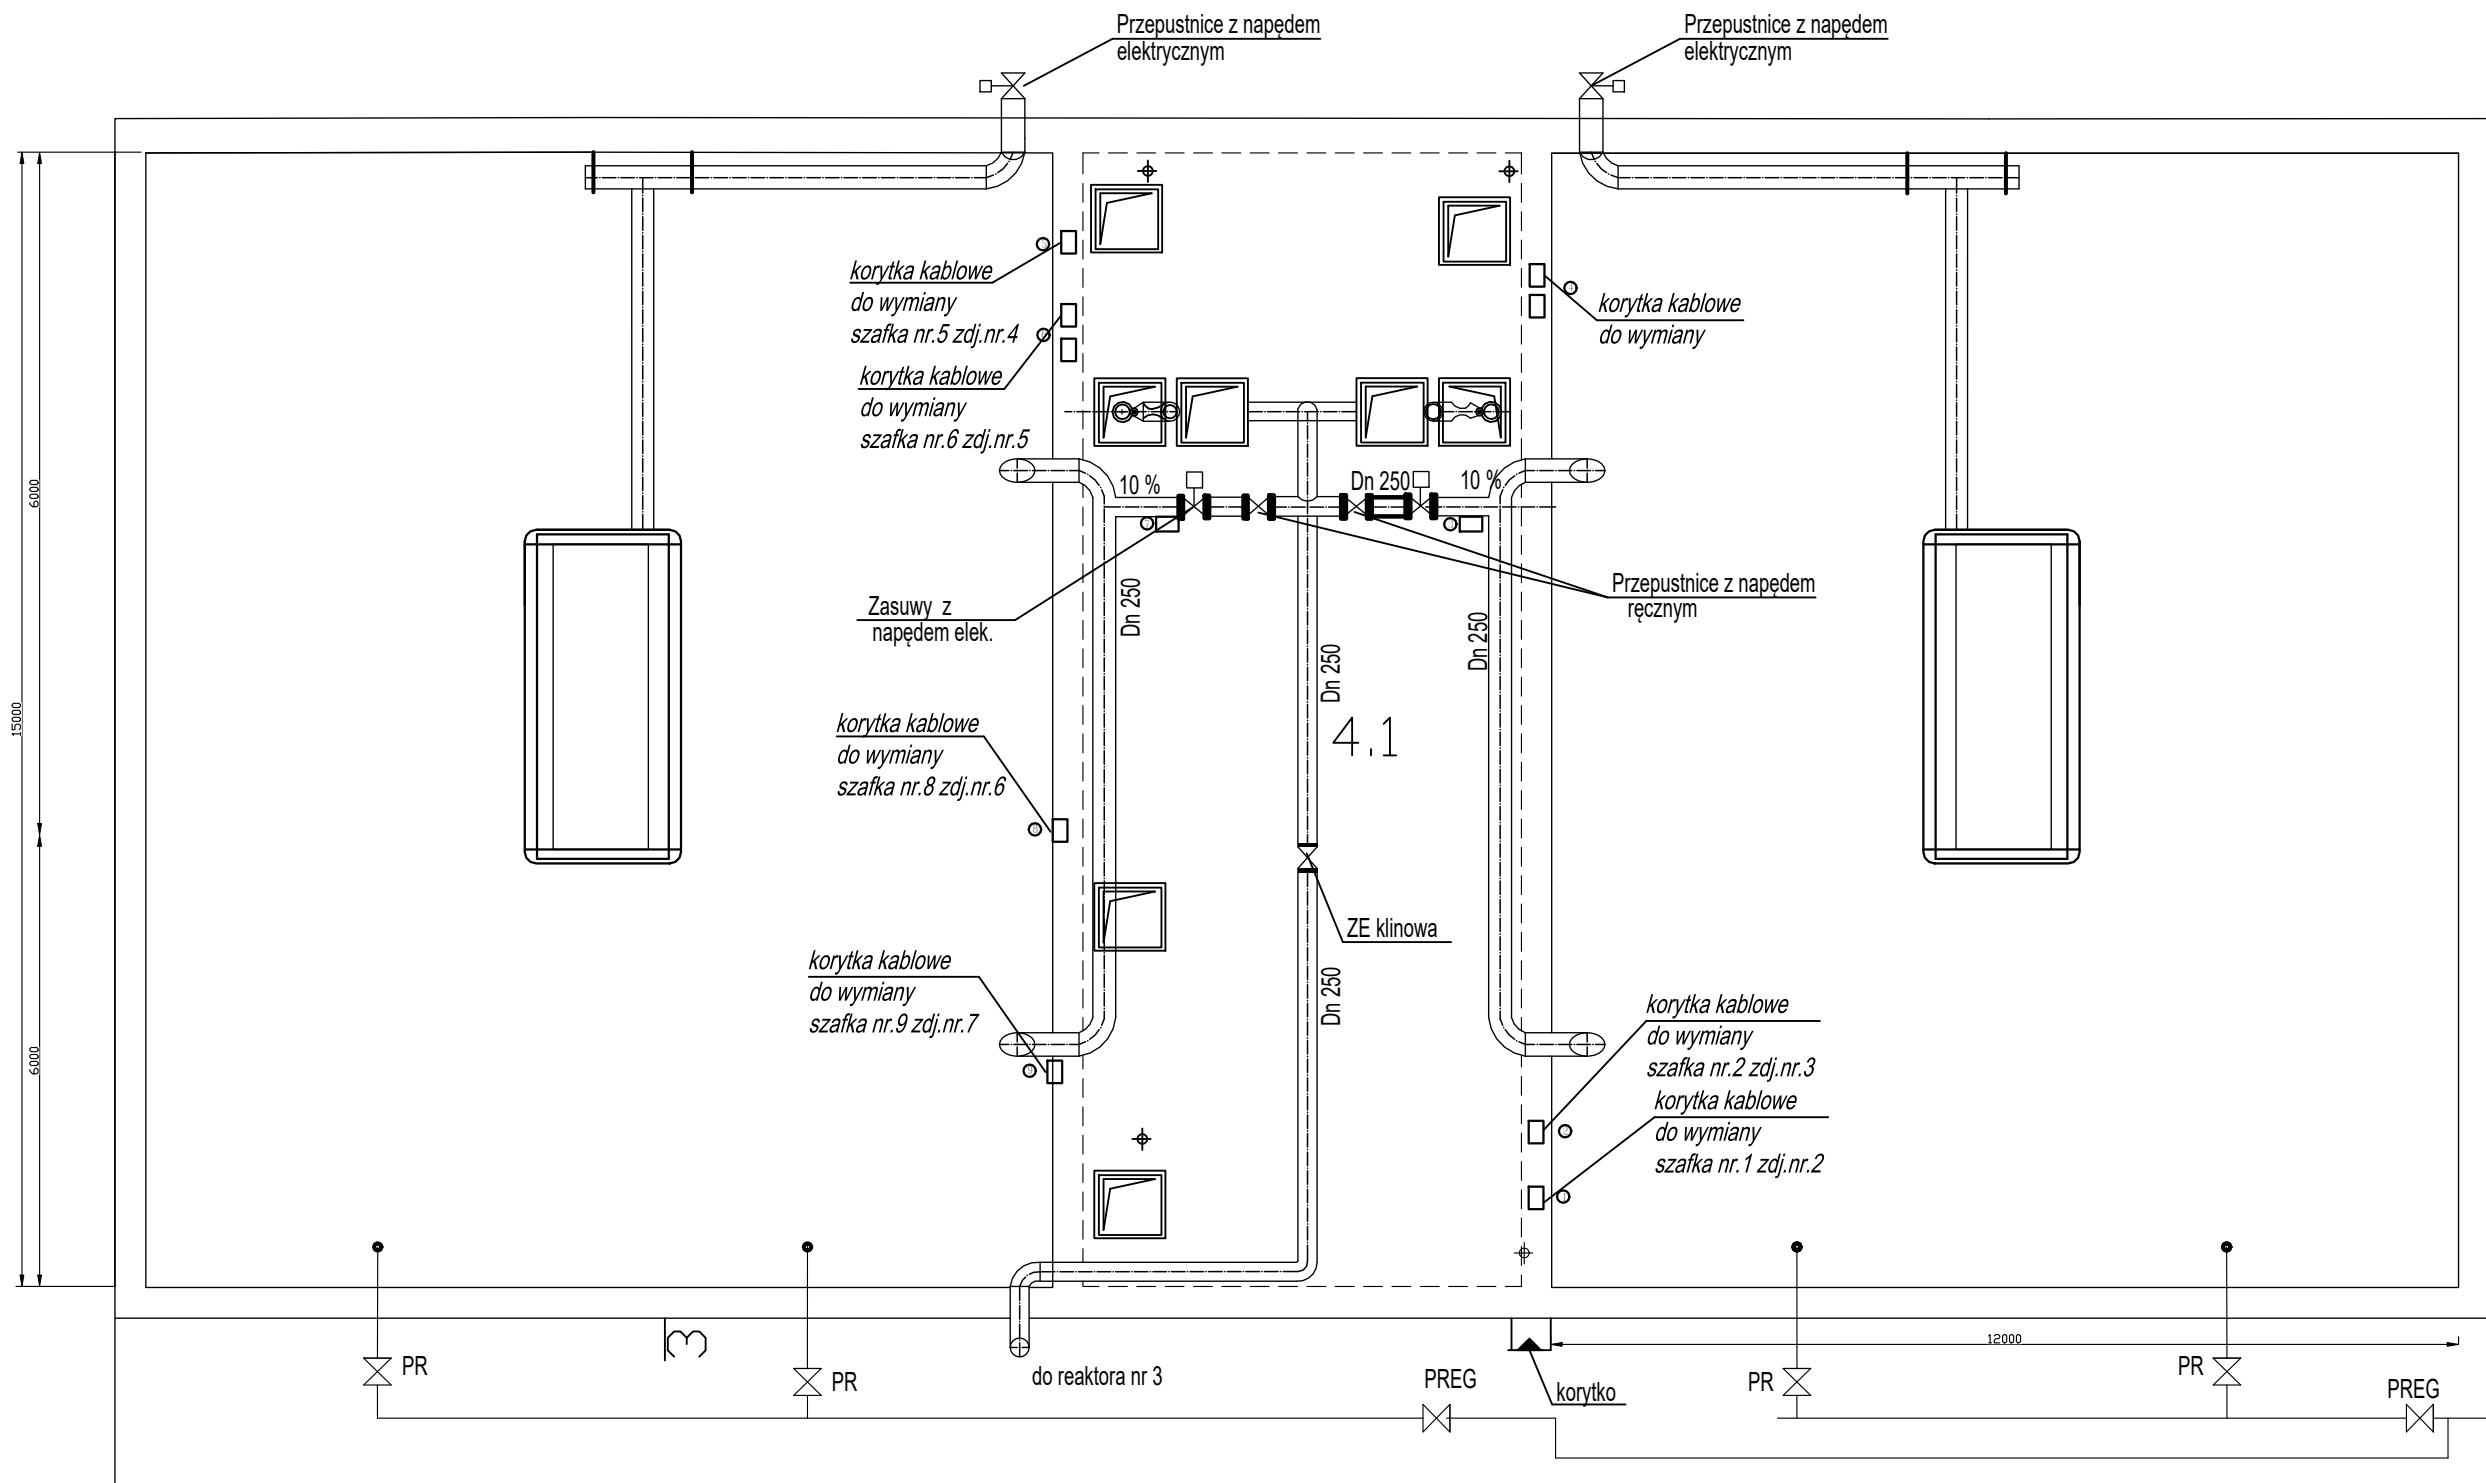 Przepustnice z napędem
elektrycznym
Przepustnice z napędem
elektrycznym
korytka kablowe
do wymiany
szafka nr.5 zdj.nr.4
korytka kablowe
do wymiany
szafka nr.6 zdj.nr.5
korytka kablowe
do wymiany
10 %
Dn 250
10 %
6000
15000
6000
Zasuwy z
napędem elek.
Dn 250
Dn 250
Dn 250
Przepustnice z napędem
ręcznym
4.1
korytka kablowe
do wymiany
szafka nr.8 zdj.nr.6
ZE klinowa
Dn 250
korytka kablowe
do wymiany
szafka nr.9 zdj.nr.7
korytka kablowe
do wymiany
szafka nr.2 zdj.nr.3
korytka kablowe
do wymiany
szafka nr.1 zdj.nr.2
3
12000
PR
PR
do reaktora nr 3
PREG
korytko
PR
PR
PREG